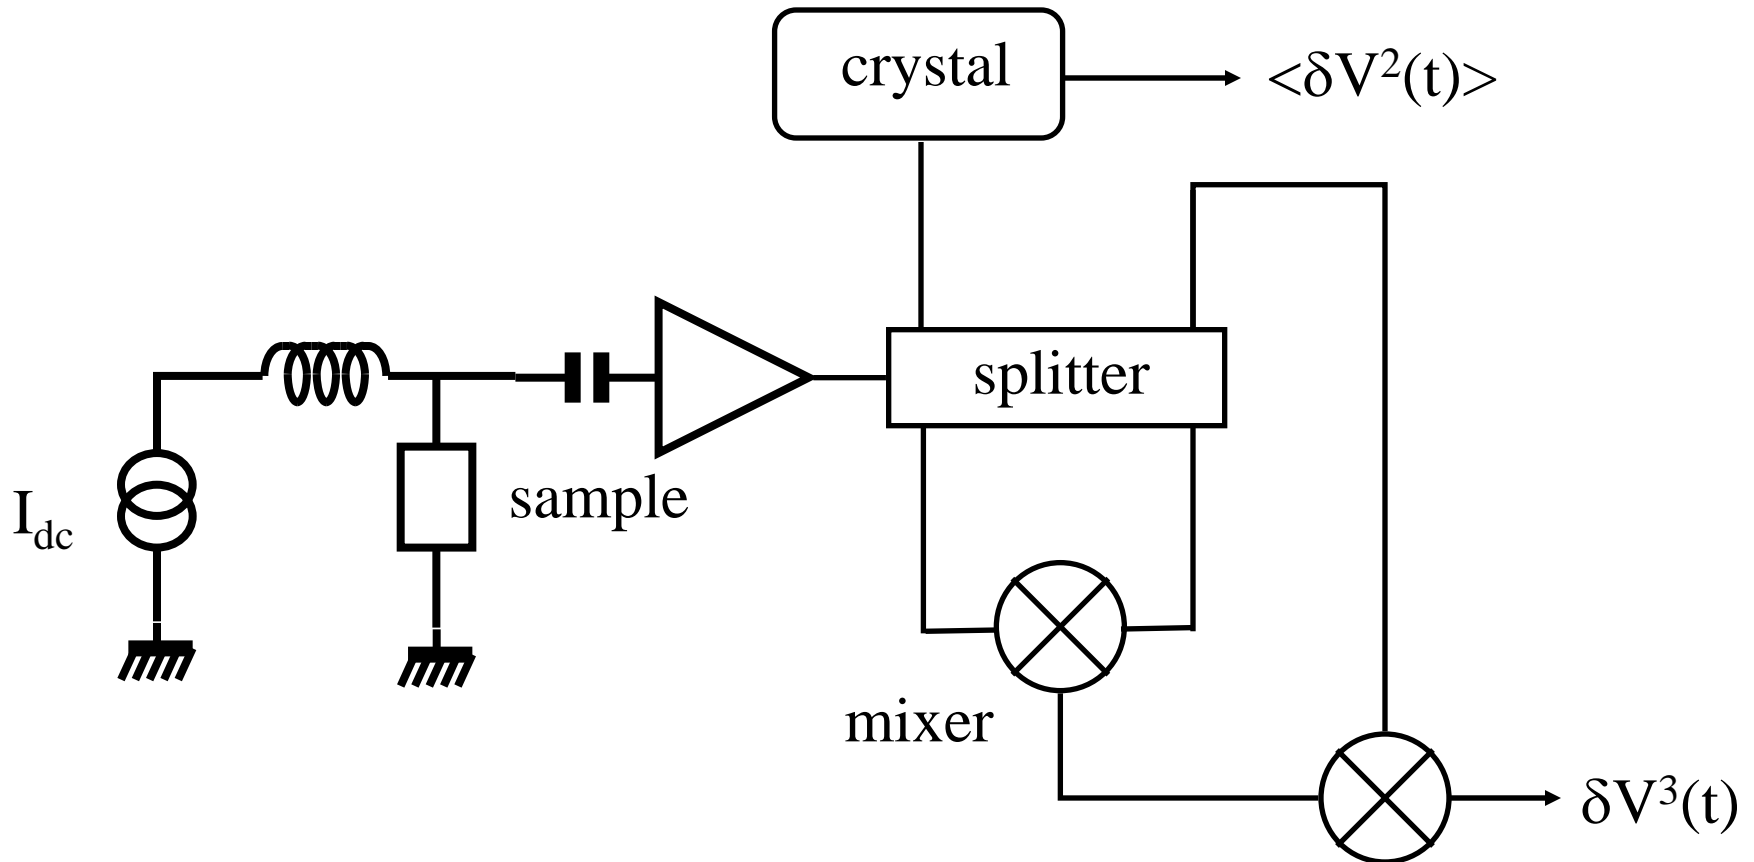 crystal
<δV²(t)>
splitter
sample
I_dc
mixer
δV³(t)